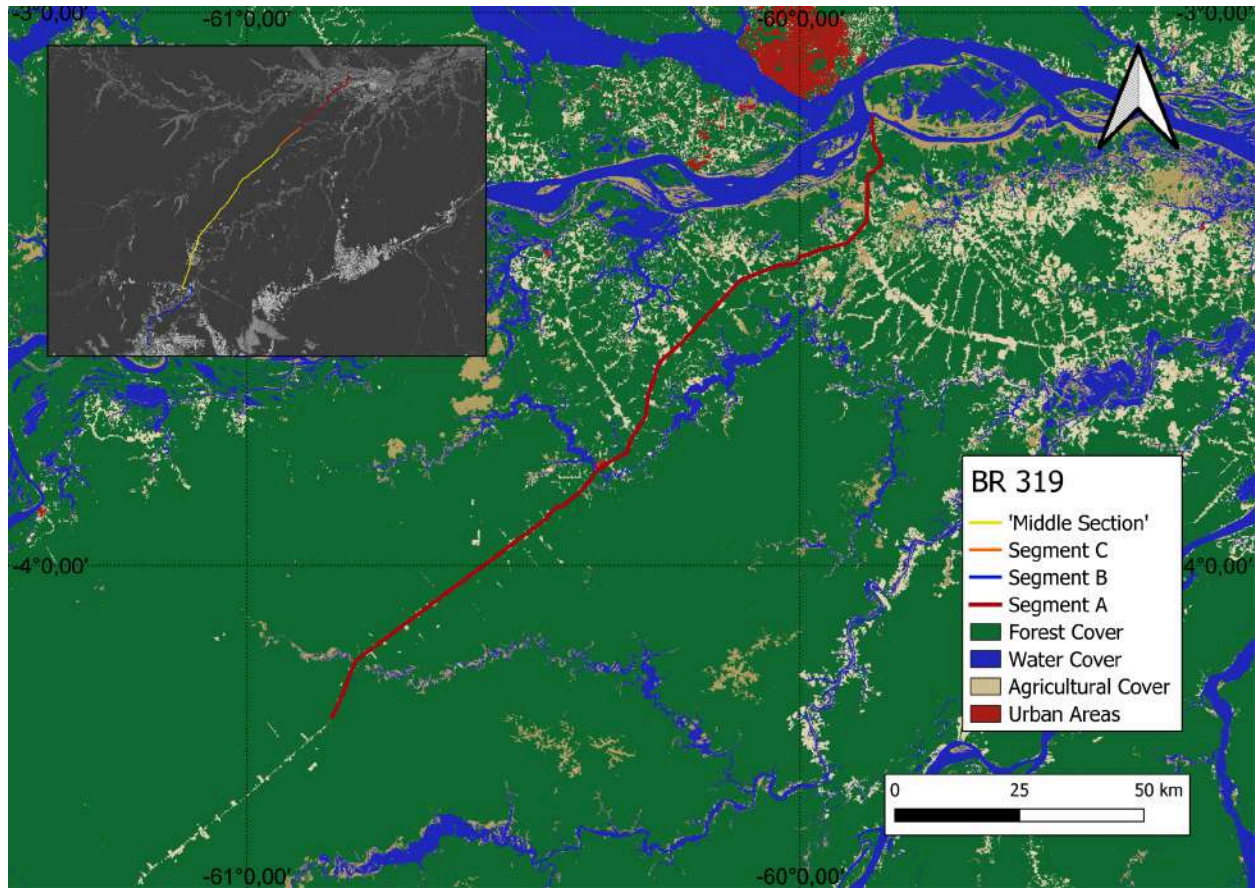 -3°0,00′
-61°0,00′
-60°0,00′
-3°0,00′
BR 319
'Middle Section'
Segment C
Segment B
Segment A
Forest Cover
Water Cover
Agricultural Cover
Urban Areas
-4°0,00′
4°0,00′
0 25 50 km
-61°0,00′
-60°0,00′